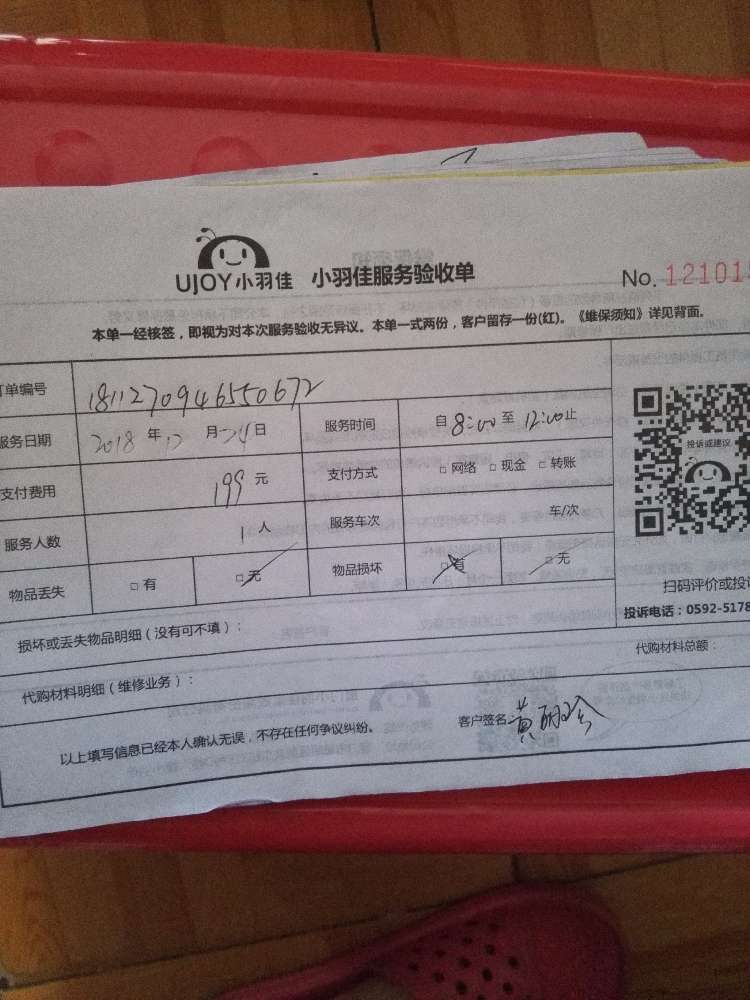 UJOY小羽佳 小羽佳服务验收单 No. 12101
本单一经核签，即视为对本次服务验收无异议。本单一式两份，客户留存一份(红)。《维保须知》详见背面。
订单编号 1811270946550672
服务日期 2018 年 12 月 24 日 服务时间 自 8:00 至 12:00 止
投诉或建议
支付费用 199 元 支付方式 □ 网络 □ 现金 □ 转账
服务人数 1 人 服务车次 车/次
物品丢失 □ 有 □ 无 物品损坏 □ 有 □ 无
扫码评价或投
投诉电话：0592-5178
损坏或丢失物品明细（没有可不填）：
代购材料明细（维修业务）： 代购材料总额：
以上填写信息已经本人确认无误，不存在任何争议纠纷。 客户签名